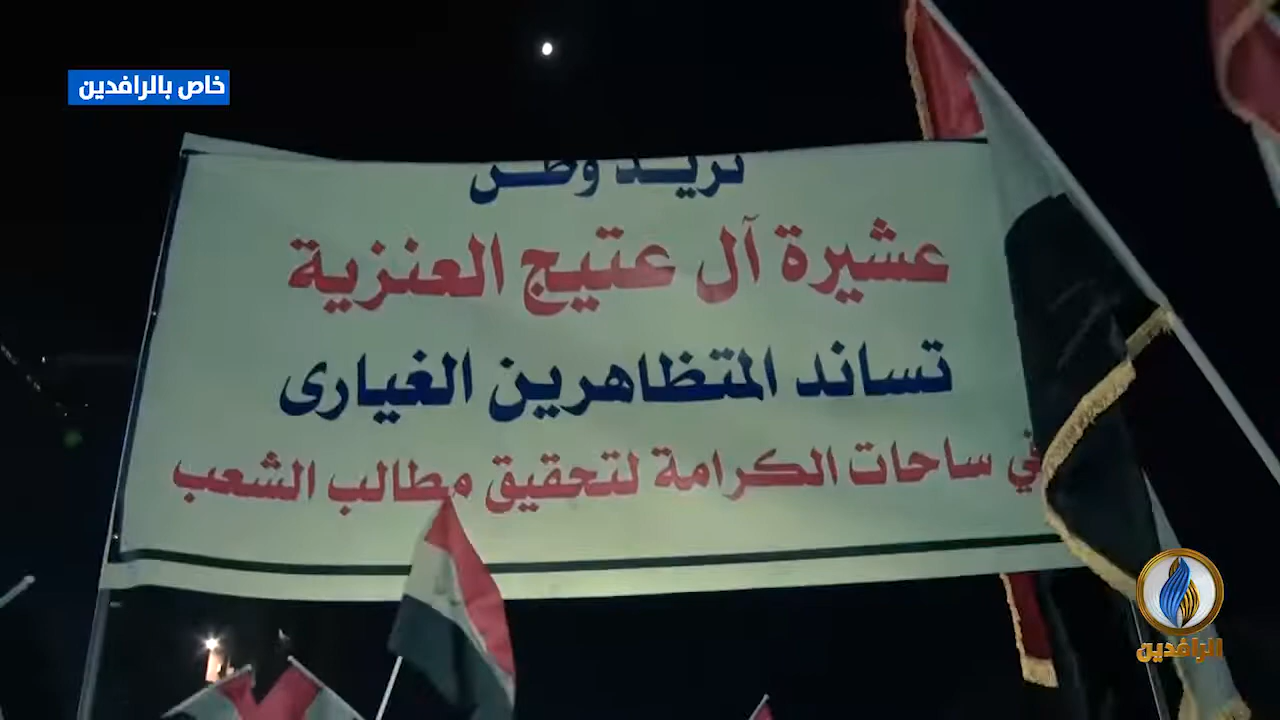 خاص بالرافدين
نريد وطن
عشيرة آل عتيج العنزية
تساند المتظاهرين الغيارى
في ساحات الكرامة لتحقيق مطالب الشعب
الرافدين